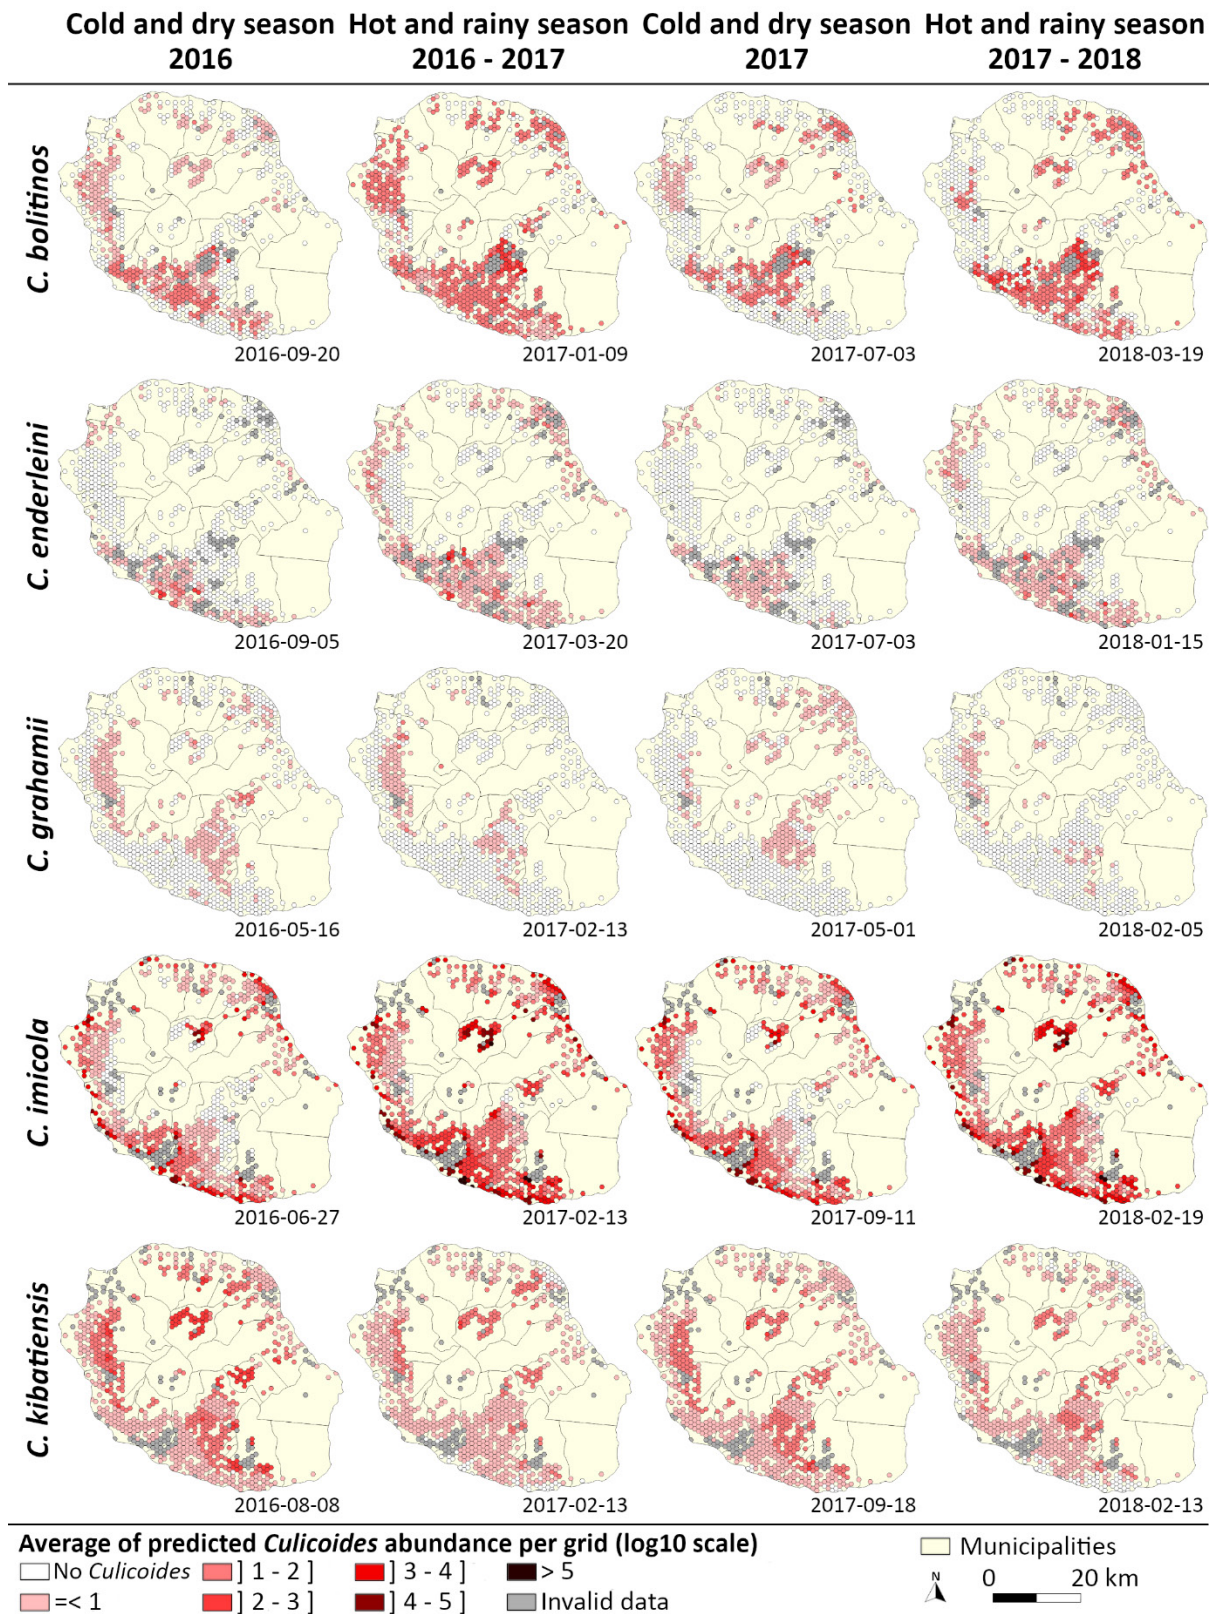 Cold and dry season Hot and rainy season Cold and dry season Hot and rainy season
2016 2016 - 2017 2017 2017 - 2018
C. bolitinos
2016-09-20 2017-01-09 2017-07-03 2018-03-19
C. enderleini
2016-09-05 2017-03-20 2017-07-03 2018-01-15
C. grahamii
2016-05-16 2017-02-13 2017-05-01 2018-02-05
C. imicola
2016-06-27 2017-02-13 2017-09-11 2018-02-19
C. kibatiensis
2016-08-08 2017-02-13 2017-09-18 2018-02-13
Average of predicted Culicoides abundance per grid (log10 scale)
No Culicoides ] 1 - 2 ] ] 3 - 4 ] > 5
=< 1 ] 2 - 3 ] ] 4 - 5 ] Invalid data
Municipalities
N 0 20 km